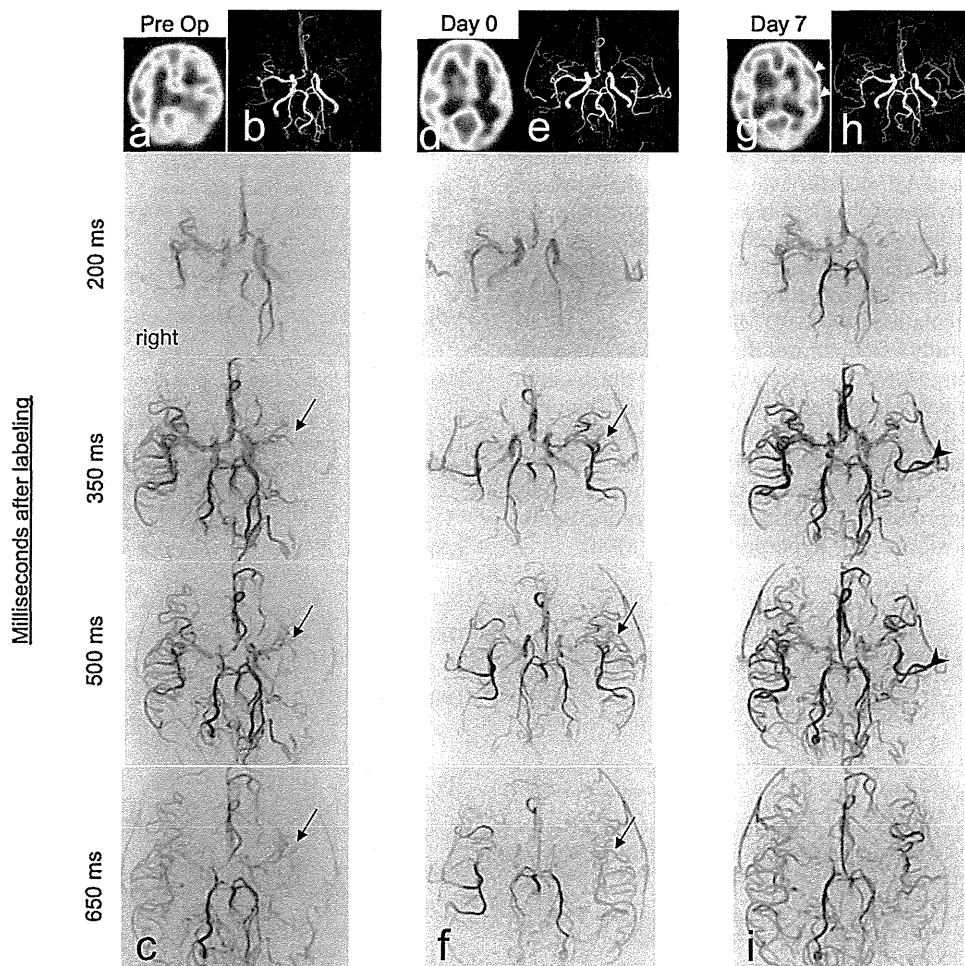 Pre Op
Day 0
Day 7
a
b
d
e
g
h
Milliseconds after labeling
200 ms
right
350 ms
500 ms
650 ms
c
f
i